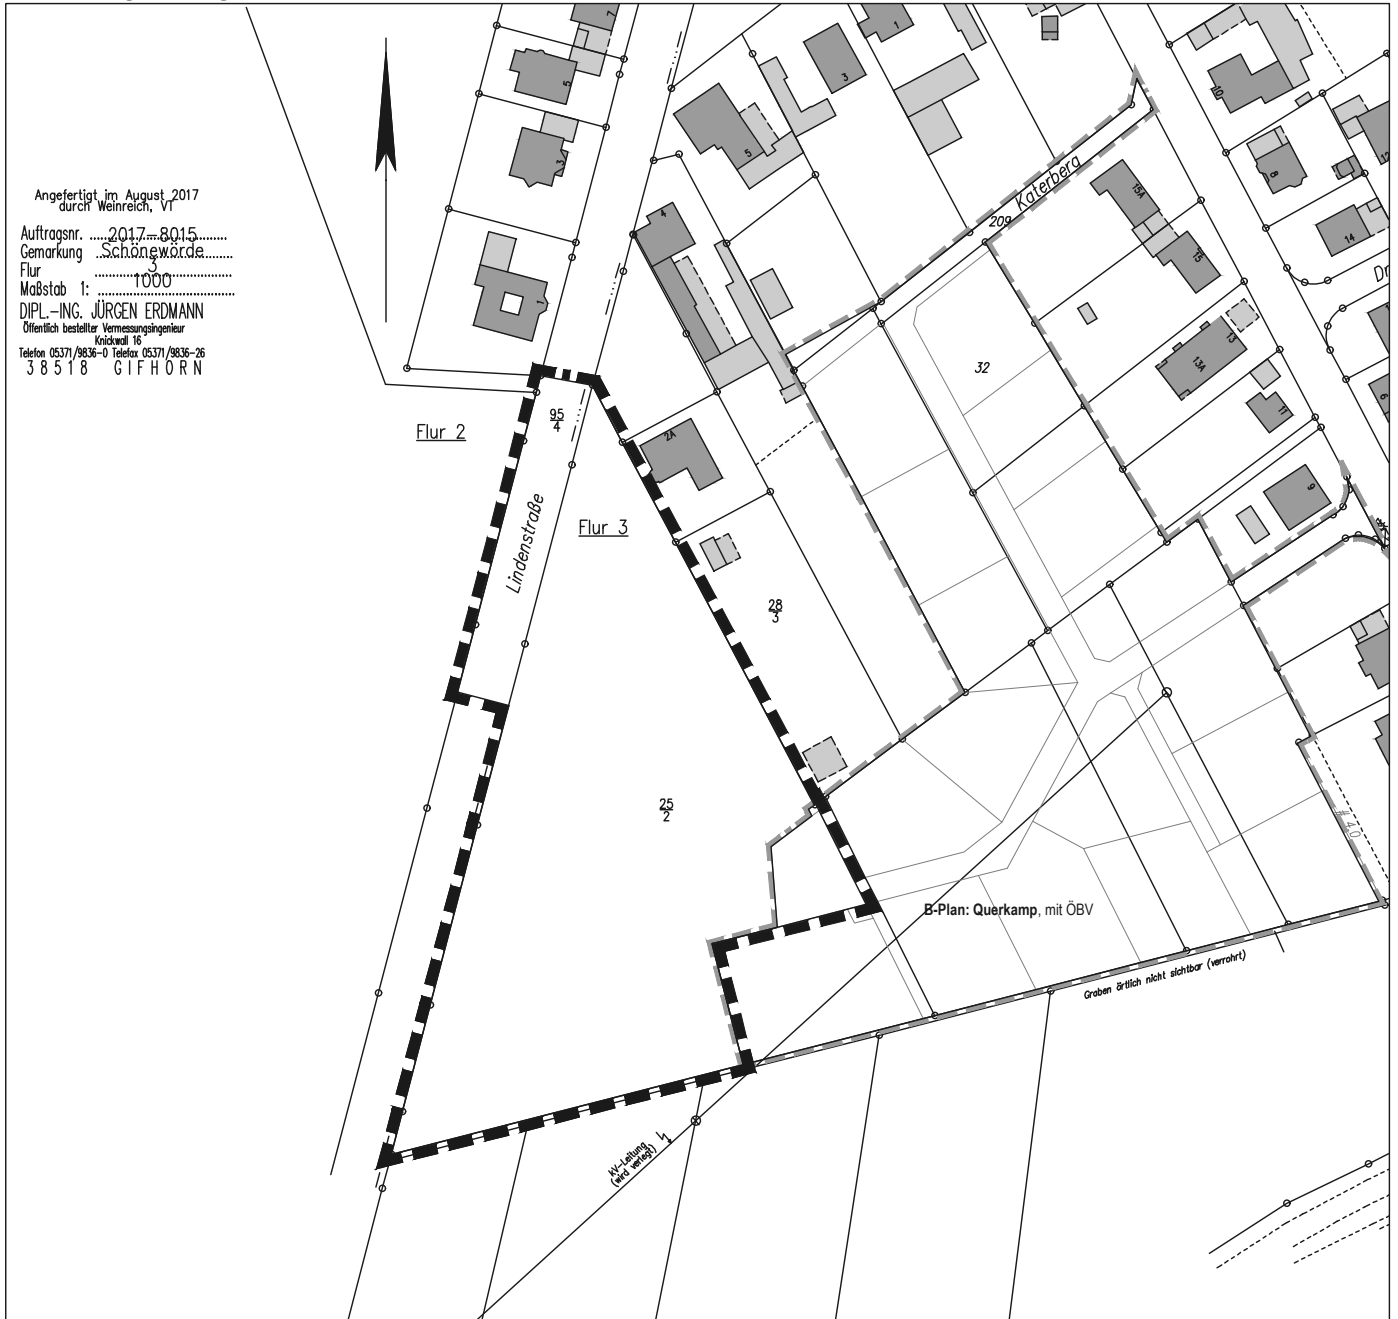 Angefertigt im August 2017
durch Weinreich, VT
Auftragsnr. 2017-8015
Gemarkung Schönewörde
Flur 3
Maßstab 1: 1000
DIPL.-ING. JÜRGEN ERDMANN
Öffentlich bestellter Vermessungsingenieur
Knickwall 16
Telefon 05371/9836-0 Telefax 05371/9836-26
38518 GIFHORN
7
5
3
1
1
3
5
4
2A
10
8
12
14
Dr
15A
15
13
13A
11
9
6
Katerberg
209
32
Flur 2
95
4
Lindenstraße
Flur 3
28
3
25
2
440
B-Plan: Querkamp, mit ÖBV
Graben örtlich nicht sichtbar (verrohrt)
KV-Leitung
(wird verlegt)